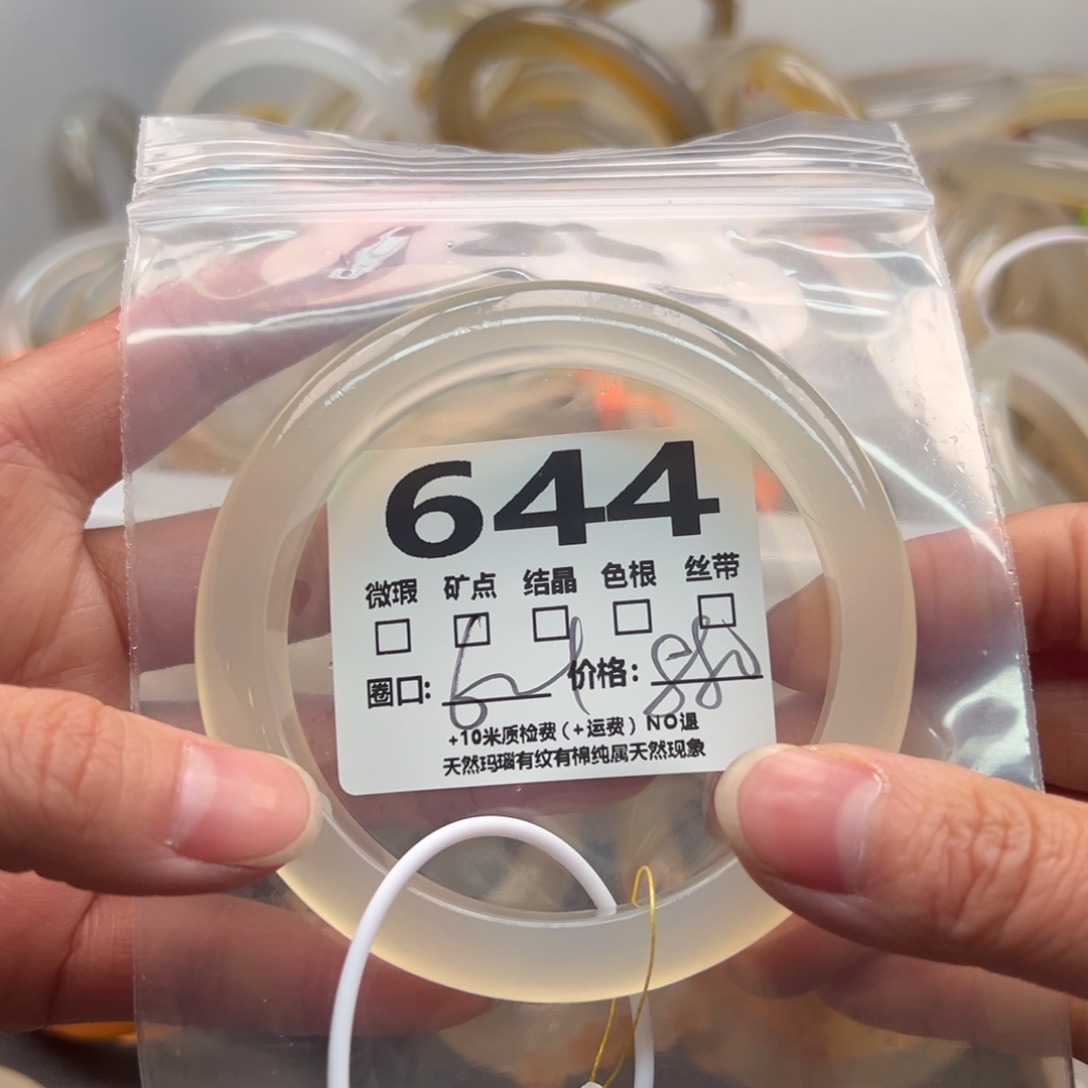 644
微瑕 矿点 结晶 色根 丝带
圈口: 价格:
+10米质检费(+运费)NO退
天然玛瑙有纹有棉纯属天然现象